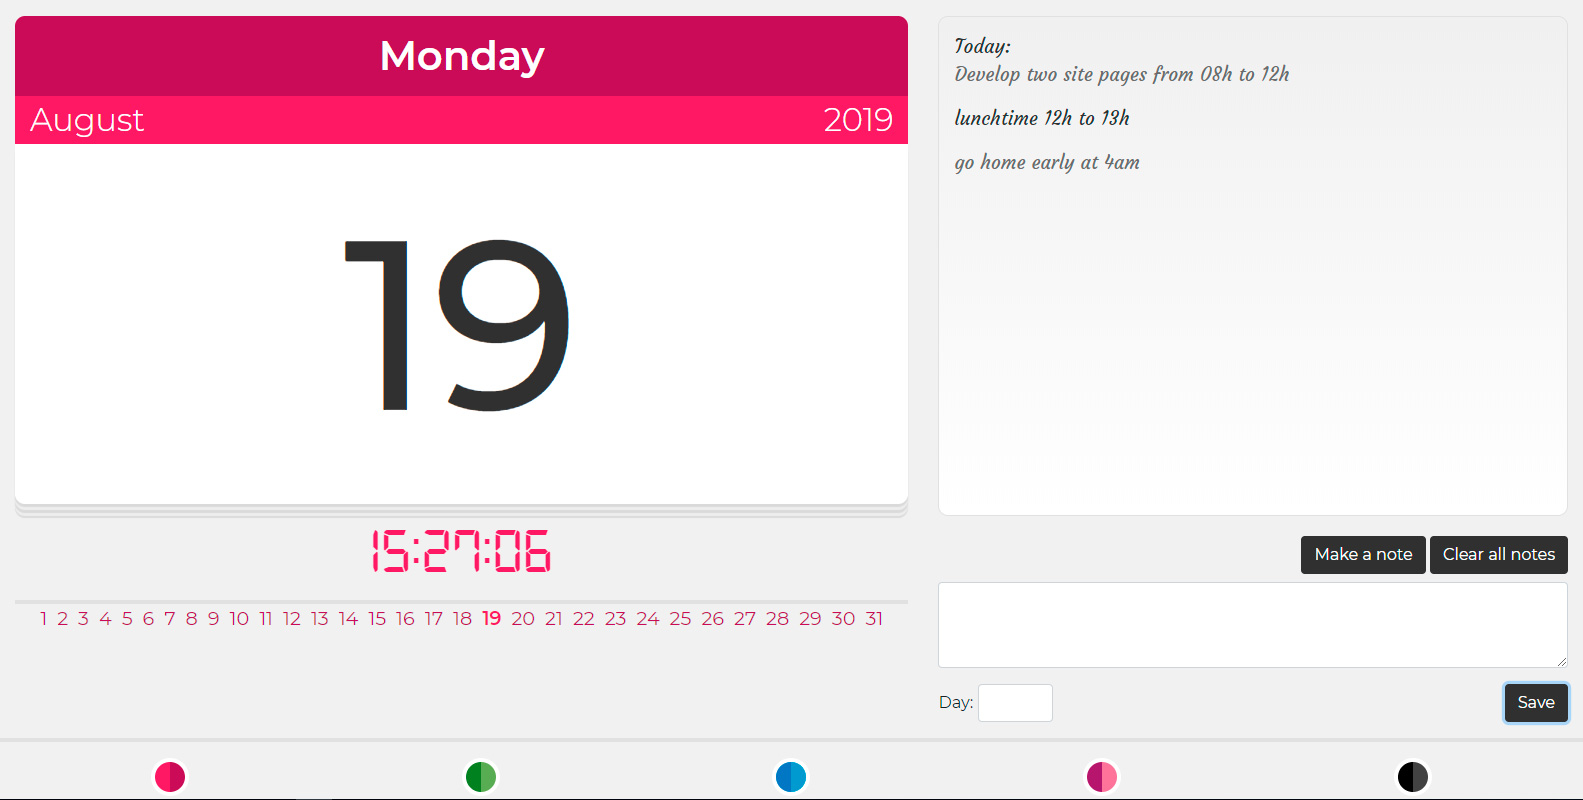 Monday
August 2019
19
15:27:06
1 2 3 4 5 6 7 8 9 10 11 12 13 14 15 16 17 18 19 20 21 22 23 24 25 26 27 28 29 30 31
Today:
Develop two site pages from 08h to 12h
lunchtime 12h to 13h
go home early at 4am
Make a note Clear all notes
Day: Save